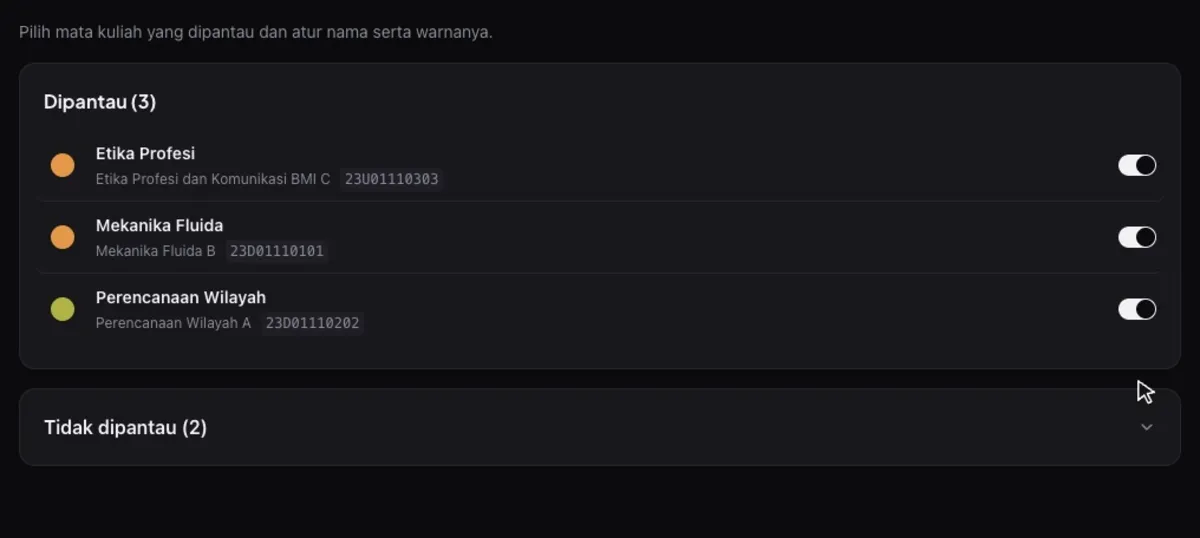 Pilih mata kuliah yang dipantau dan atur nama serta warnanya.
Dipantau (3)
Etika Profesi
Etika Profesi dan Komunikasi BMI C 23U01110303
Mekanika Fluida
Mekanika Fluida B 23D01110101
Perencanaan Wilayah
Perencanaan Wilayah A 23D01110202
Tidak dipantau (2)